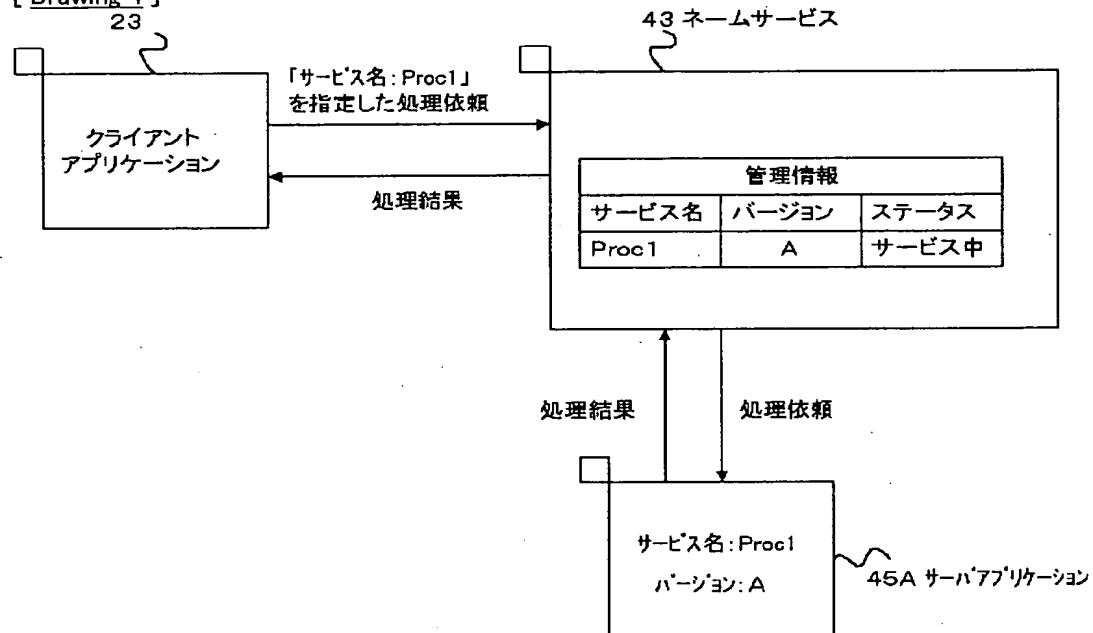 [ Drawing 4 ]
23
43 ネームサービス
「サービス名:Proc1」
を指定した処理依頼
クライアント
アプリケーション
処理結果
管理情報
サービス名 バージョン ステータス
Proc1 A サービス中
処理結果 処理依頼
サービス名:Proc1
バージョン:A
45A サーバアプリケーション